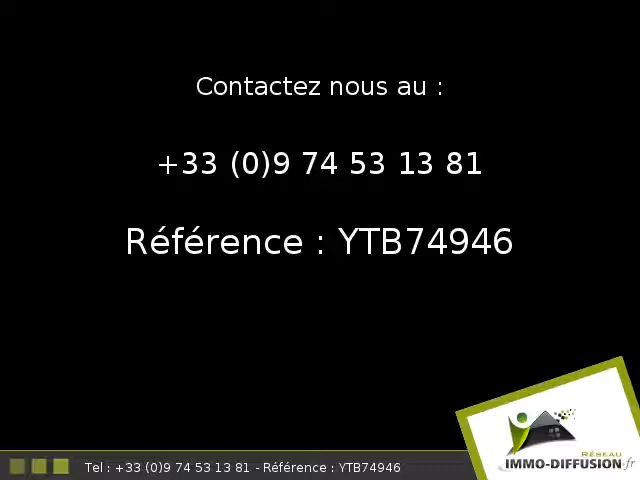 Contactez nous au :
+33 (0)9 74 53 13 81
Référence : YTB74946
RÉSEAU
IMMO-DIFFUSION.fr
Tel : +33 (0)9 74 53 13 81 - Référence : YTB74946